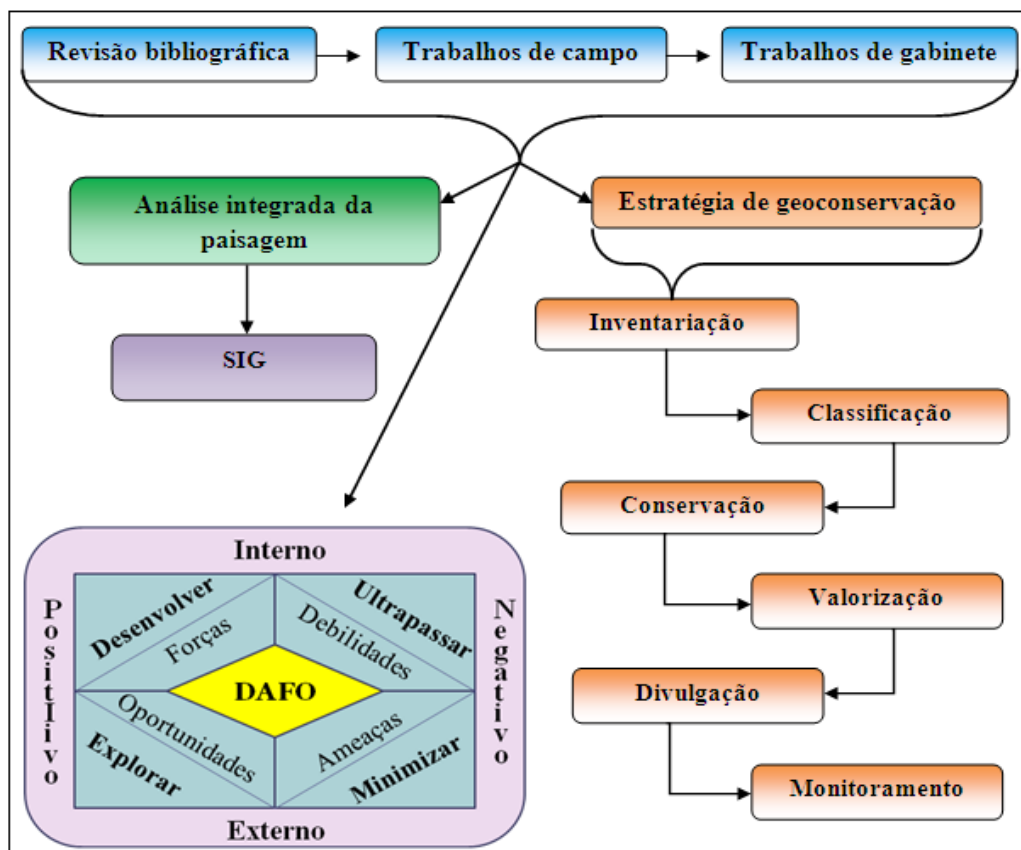 Revisão bibliográfica
Trabalhos de campo
Trabalhos de gabinete
Análise integrada da
paisagem
Estratégia de geoconservação
SIG
Inventariação
Classificação
Conservação
Valorização
Divulgação
Monitoramento
Interno
Positivo
Negativo
Desenvolver
Forças
Ultrapassar
Debilidades
DAFO
Oportunidades
Explorar
Ameaças
Minimizar
Externo